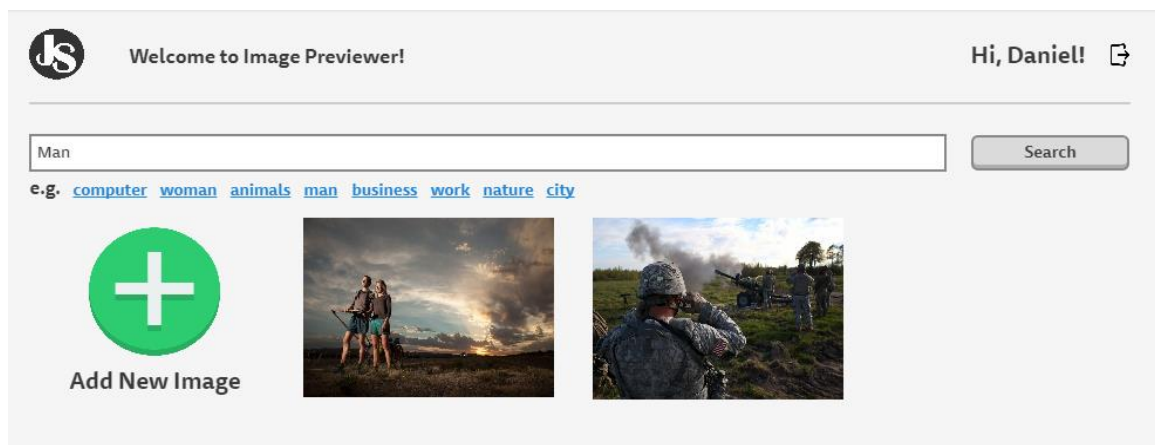 JS
Welcome to Image Previewer!
Hi, Daniel!
Man
Search
e.g. computer woman animals man business work nature city
Add New Image